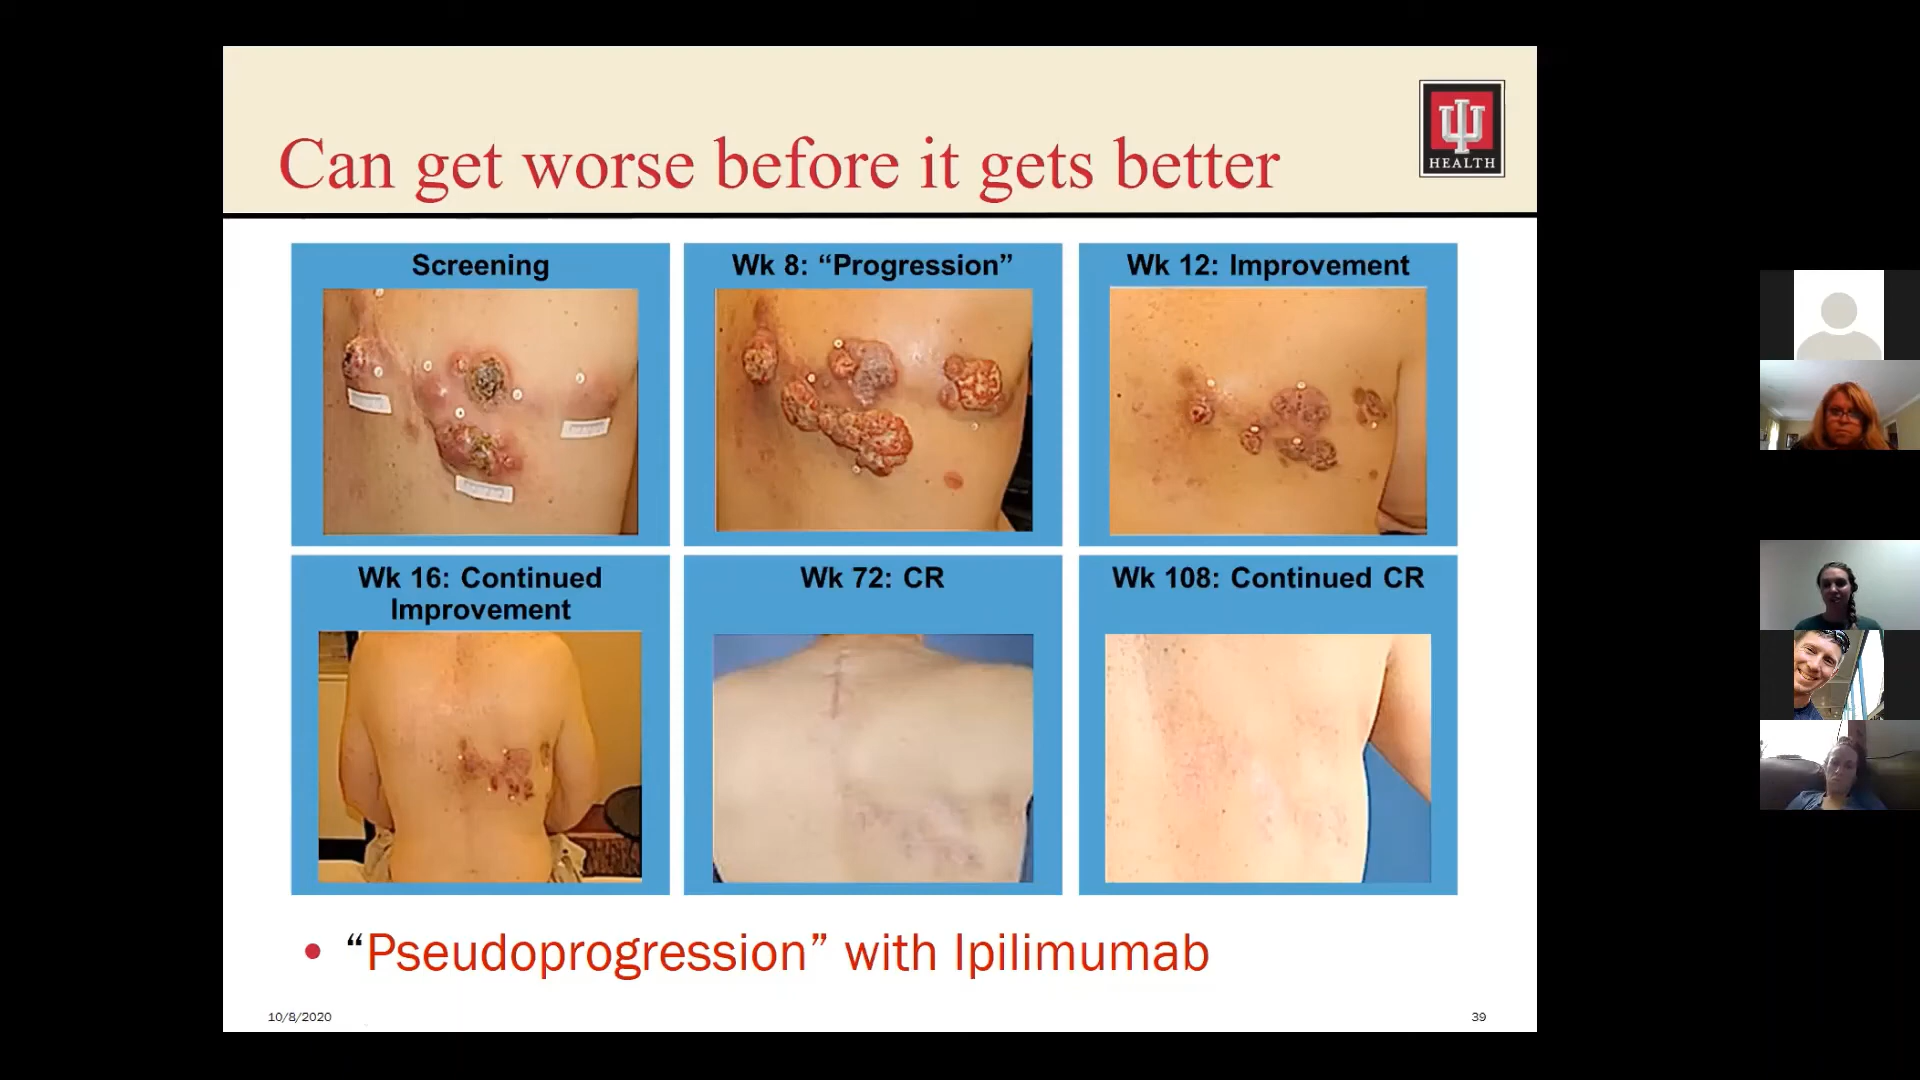 Can get worse before it gets better
HEALTH
Screening
Wk 8: “Progression”
Wk 12: Improvement
Wk 16: Continued
Improvement
Wk 72: CR
Wk 108: Continued CR
• “Pseudoprogression” with Ipilimumab
10/8/2020
39